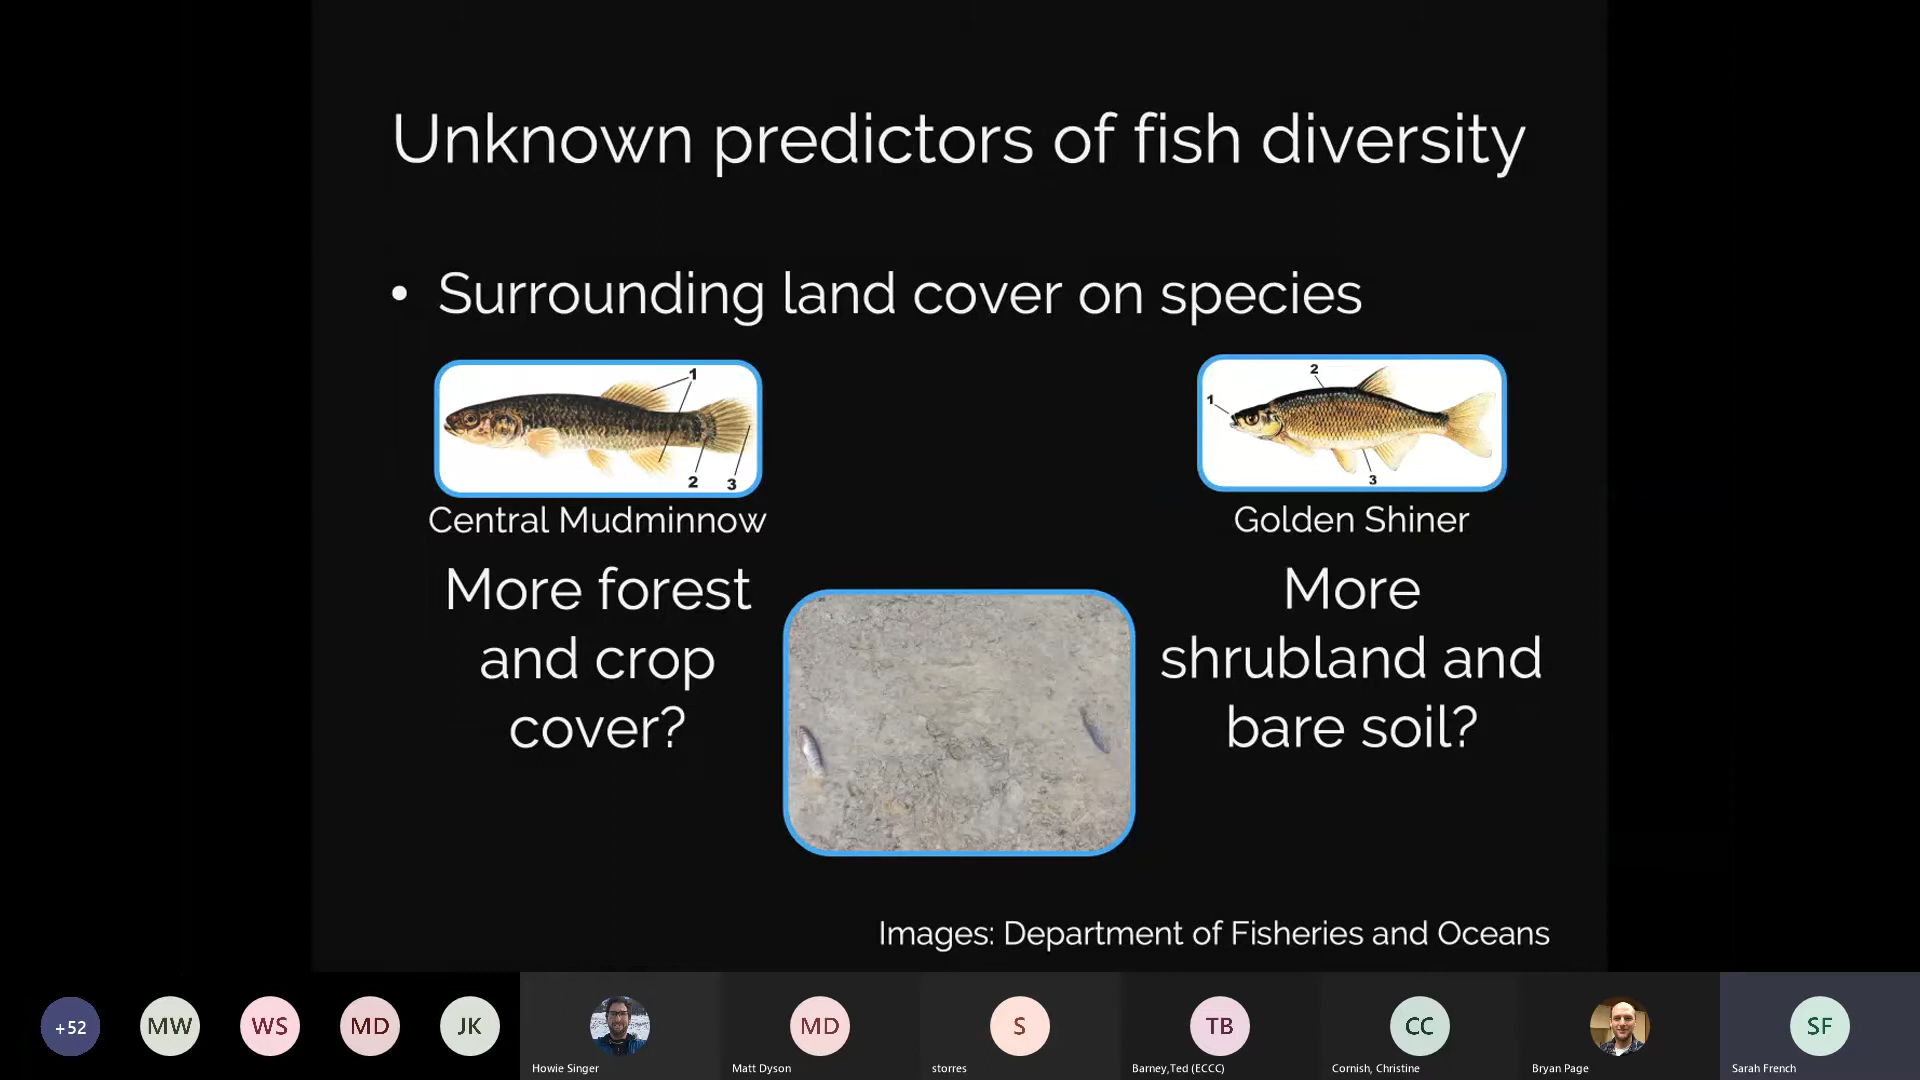 Unknown predictors of fish diversity
• Surrounding land cover on species
1
2
3
Central Mudminnow
More forest
and crop
cover?
2
1
3
Golden Shiner
More
shrubland and
bare soil?
Images: Department of Fisheries and Oceans
+52
MW
WS
MD
JK
Howie Singer
MD
Matt Dyson
S
storres
TB
Barney,Ted (ECCC)
CC
Cornish, Christine
Bryan Page
SF
Sarah French